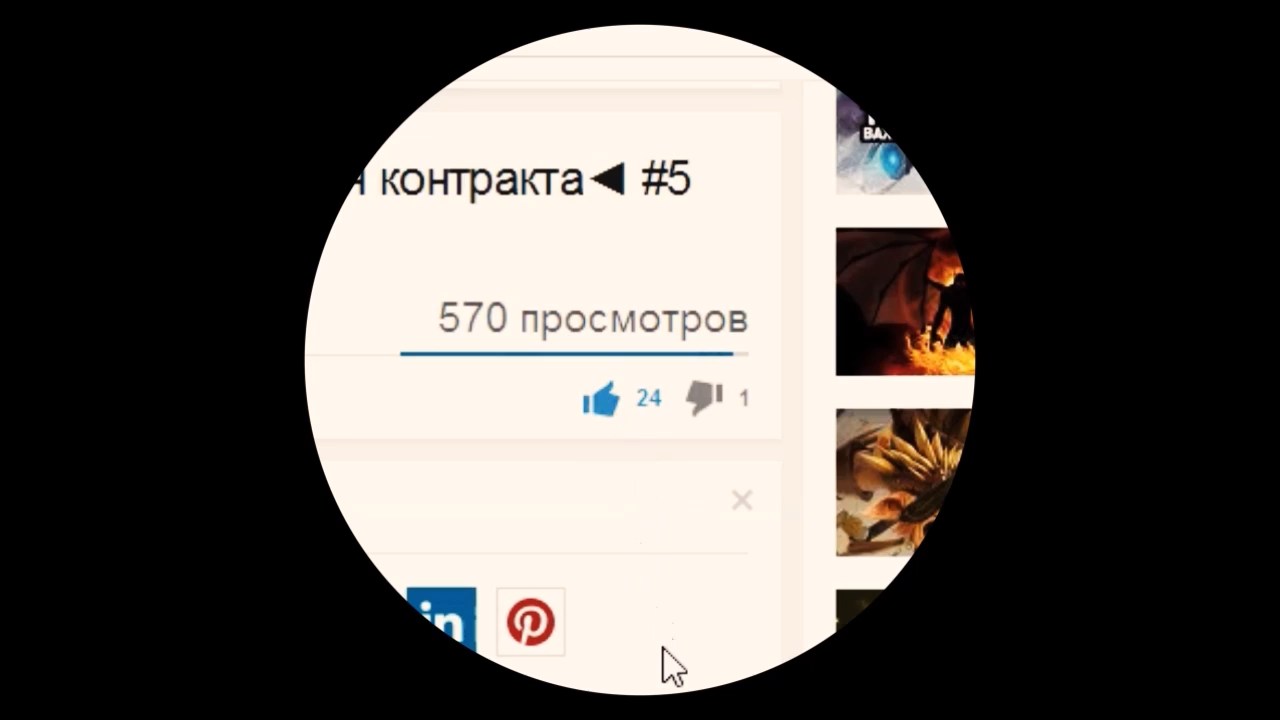 контракта◀ #5
570 просмотров
24 1
in